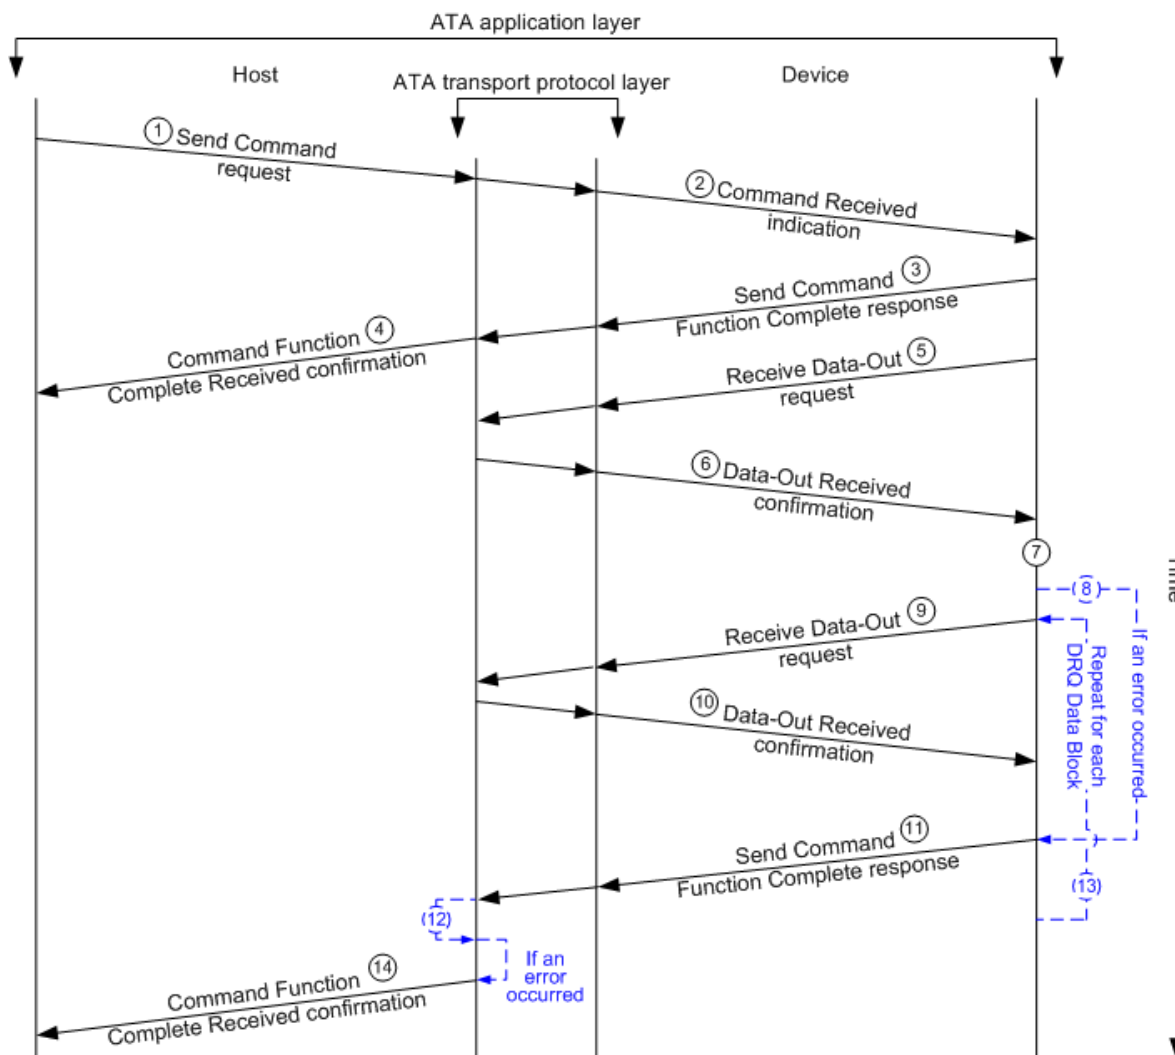 ATA application layer
Host
Device
ATA transport protocol layer
1 Send Command
request
2 Command Received
indication
Send Command 3
Function Complete response
Command Function 4
Complete Received confirmation
Receive Data-Out 5
request
6 Data-Out Received
confirmation
7
Time
(8)
If an error occurred
Receive Data-Out 9
request
Repeat for each
DRQ Data Block
10 Data-Out Received
confirmation
Send Command 11
Function Complete response
(13)
(12)
If an
error
occurred
Command Function 14
Complete Received confirmation